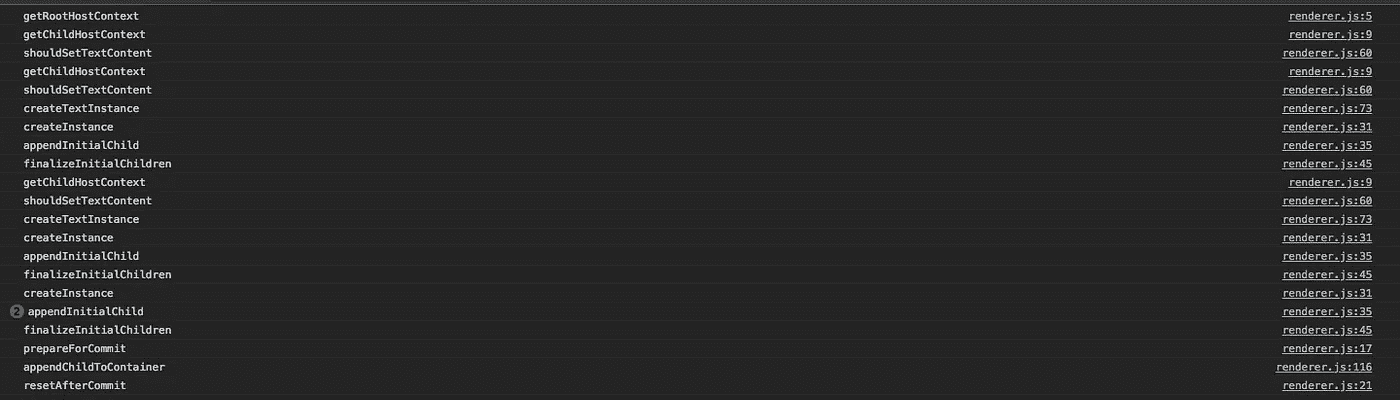 getRootHostContext renderer.js:5
getChildHostContext renderer.js:9
shouldSetTextContent renderer.js:60
getChildHostContext renderer.js:9
shouldSetTextContent renderer.js:60
createTextInstance renderer.js:73
createInstance renderer.js:31
appendInitialChild renderer.js:35
finalizeInitialChildren renderer.js:45
getChildHostContext renderer.js:9
shouldSetTextContent renderer.js:60
createTextInstance renderer.js:73
createInstance renderer.js:31
appendInitialChild renderer.js:35
finalizeInitialChildren renderer.js:45
createInstance renderer.js:31
2 appendInitialChild renderer.js:35
finalizeInitialChildren renderer.js:45
prepareForCommit renderer.js:17
appendChildToContainer renderer.js:116
resetAfterCommit renderer.js:21